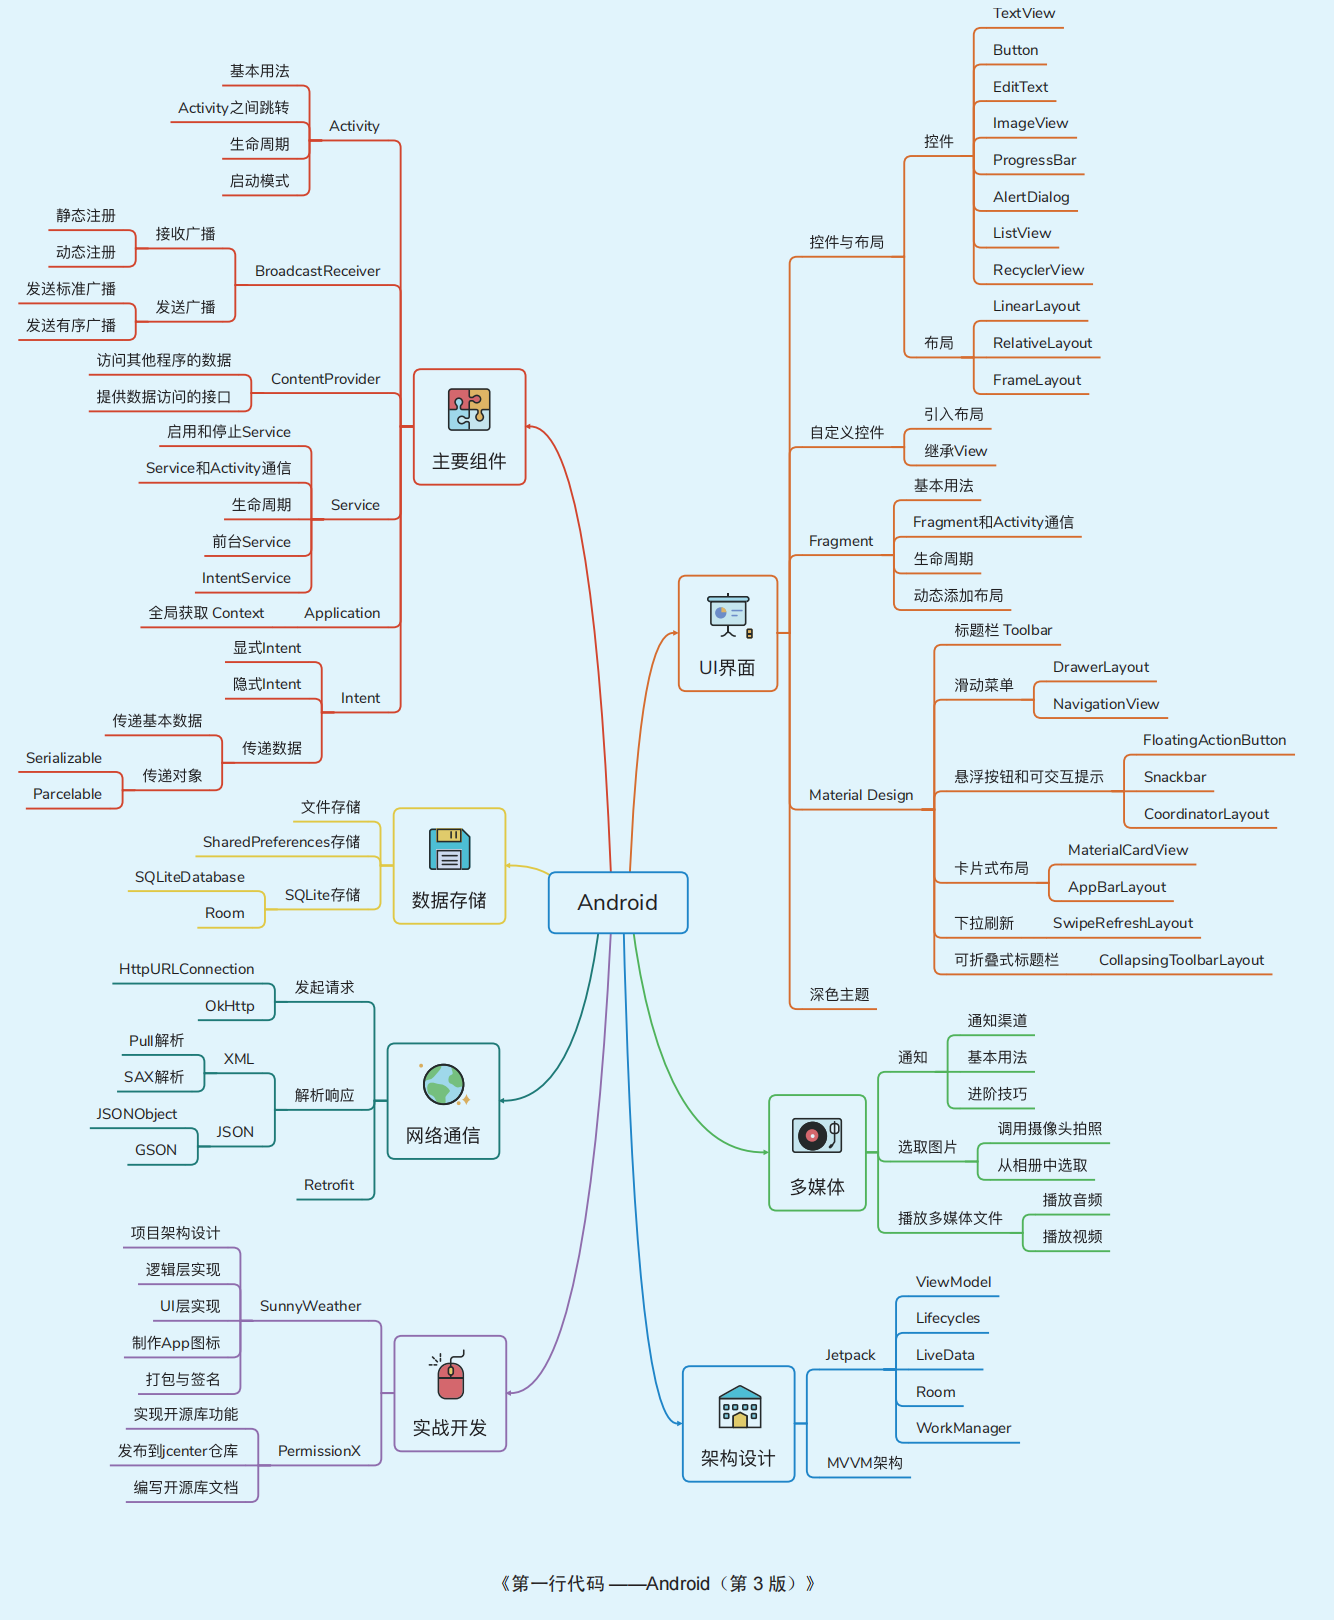 Android
主要组件
Activity
基本用法
Activity之间跳转
生命周期
启动模式
BroadcastReceiver
接收广播
静态注册
动态注册
发送广播
发送标准广播
发送有序广播
ContentProvider
访问其他程序的数据
提供数据访问的接口
Service
启用和停止Service
Service和Activity通信
生命周期
前台Service
IntentService
Application
全局获取 Context
Intent
显式Intent
隐式Intent
传递数据
传递基本数据
传递对象
Serializable
Parcelable
数据存储
文件存储
SharedPreferences存储
SQLite存储
SQLiteDatabase
Room
网络通信
发起请求
HttpURLConnection
OkHttp
解析响应
XML
Pull解析
SAX解析
JSON
JSONObject
GSON
Retrofit
实战开发
SunnyWeather
项目架构设计
逻辑层实现
UI层实现
制作App图标
打包与签名
PermissionX
实现开源库功能
发布到jcenter仓库
编写开源库文档
UI界面
控件与布局
控件
TextView
Button
EditText
ImageView
ProgressBar
AlertDialog
ListView
RecyclerView
布局
LinearLayout
RelativeLayout
FrameLayout
自定义控件
引入布局
继承View
Fragment
基本用法
Fragment和Activity通信
生命周期
动态添加布局
Material Design
标题栏 Toolbar
滑动菜单
DrawerLayout
NavigationView
悬浮按钮和可交互提示
FloatingActionButton
Snackbar
CoordinatorLayout
卡片式布局
MaterialCardView
AppBarLayout
下拉刷新
SwipeRefreshLayout
可折叠式标题栏
CollapsingToolbarLayout
深色主题
多媒体
通知
通知渠道
基本用法
进阶技巧
选取图片
调用摄像头拍照
从相册中选取
播放多媒体文件
播放音频
播放视频
架构设计
Jetpack
ViewModel
Lifecycles
LiveData
Room
WorkManager
MVVM架构
《第一行代码 ——Android（第 3 版）》